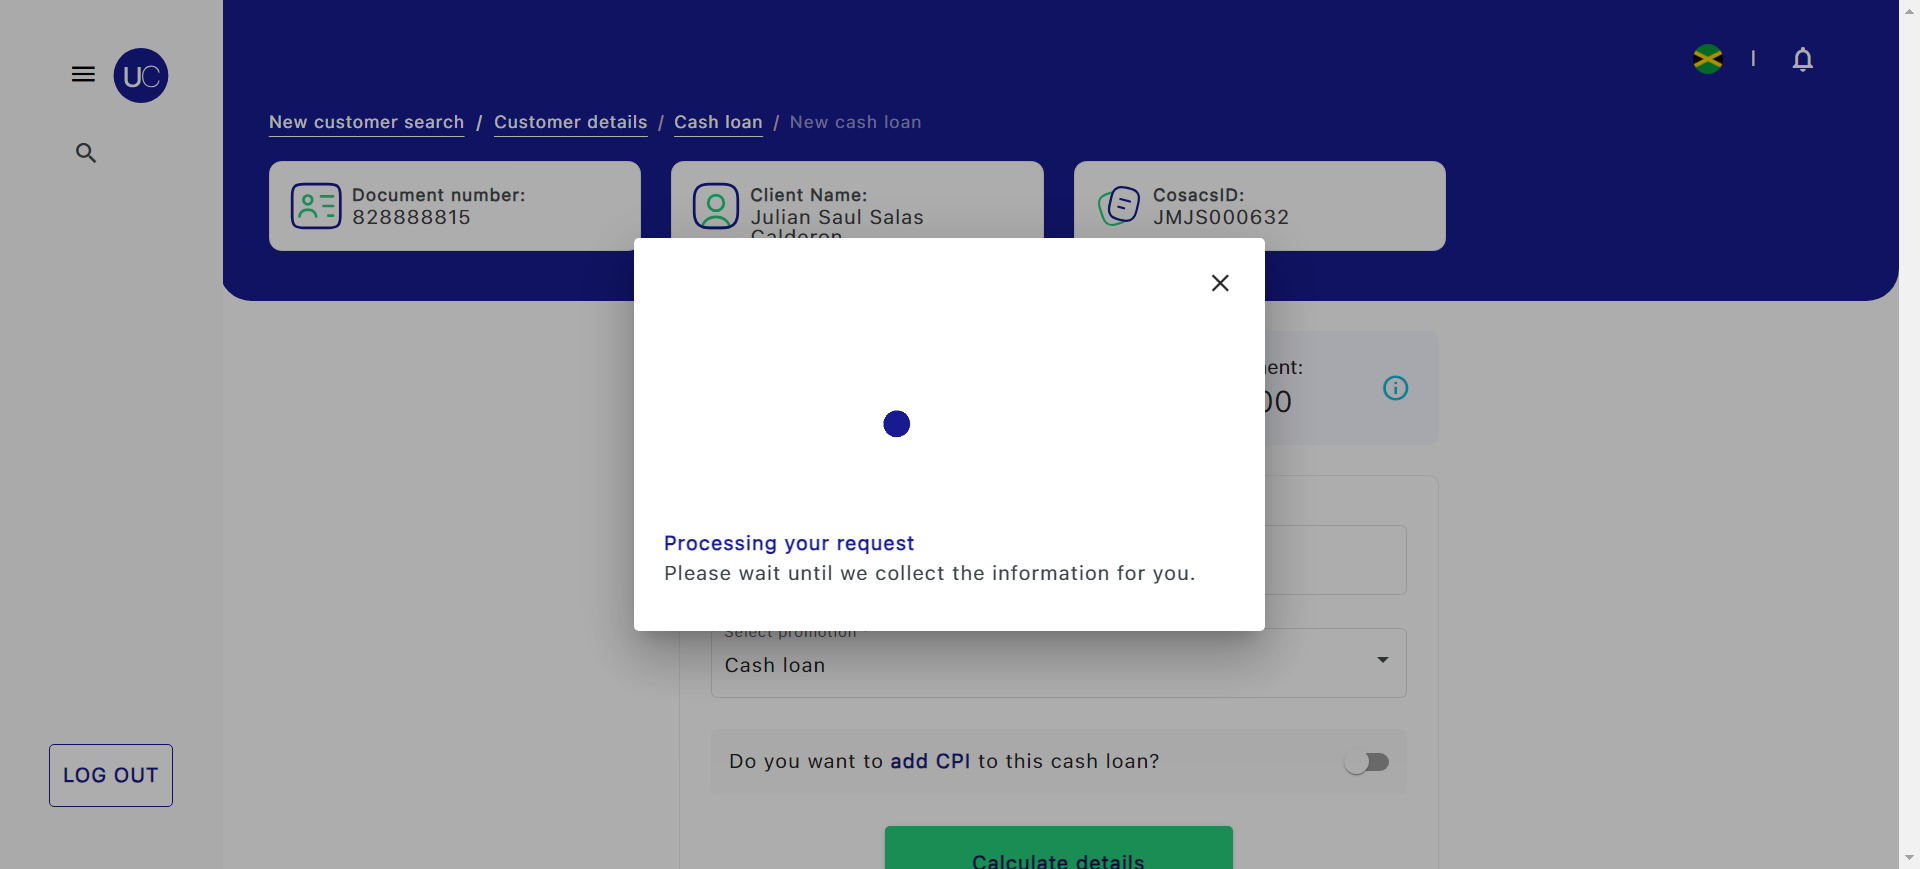 UC
New customer search / Customer details / Cash loan / New cash loan
Document number:
828888815
Client Name:
Julian Saul Salas
Calderon
CosacsID:
JMJS000632
ent:
00
Processing your request
Please wait until we collect the information for you.
Select promotion
Cash loan
Do you want to add CPI to this cash loan?
LOG OUT
Calculate details